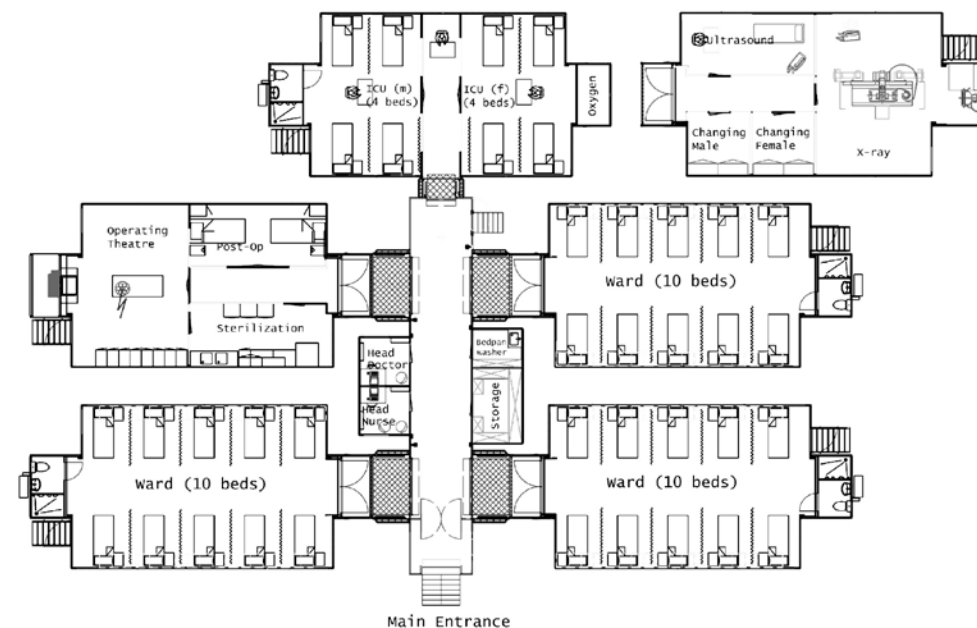 Ultrasound
ICU (m)
(4 beds)
ICU (f)
(4 beds)
Oxygen
Changing
Male
Changing
Female
X-ray
Operating
Theatre
Post-Op
Sterilization
Ward (10 beds)
Head
Doctor
Bedpan
washer
Head
Nurse
Storage
Ward (10 beds)
Ward (10 beds)
Main Entrance